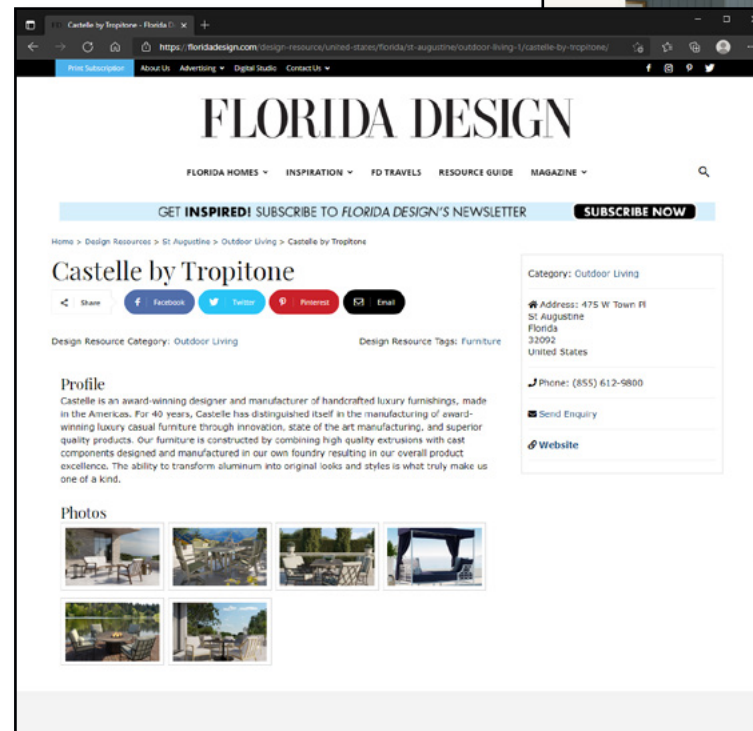 Castelle by Tropitone - Florida D
https://floridadesign.com/design-resource/united-states/florida/st-augustine/outdoor-living-1/castelle-by-tropitone/
Print Subscription About Us Advertising Digital Studio Contact Us
FLORIDA DESIGN
FLORIDA HOMES INSPIRATION FD TRAVELS RESOURCE GUIDE MAGAZINE
GET INSPIRED! SUBSCRIBE TO FLORIDA DESIGN'S NEWSLETTER SUBSCRIBE NOW
Home > Design Resources > St Augustine > Outdoor Living > Castelle by Tropitone
Castelle by Tropitone
Share Facebook Twitter Pinterest Email
Design Resource Category: Outdoor Living Design Resource Tags: Furniture
Profile
Castelle is an award-winning designer and manufacturer of handcrafted luxury furnishings, made
in the Americas. For 40 years, Castelle has distinguished itself in the manufacturing of award-
winning luxury casual furniture through innovation, state of the art manufacturing, and superior
quality products. Our furniture is constructed by combining high quality extrusions with cast
components designed and manufactured in our own foundry resulting in our overall product
excellence. The ability to transform aluminum into original looks and styles is what truly make us
one of a kind.
Photos
Category: Outdoor Living
Address: 475 W Town Pl
St Augustine
Florida
32092
United States
Phone: (855) 612-9800
Send Enquiry
Website